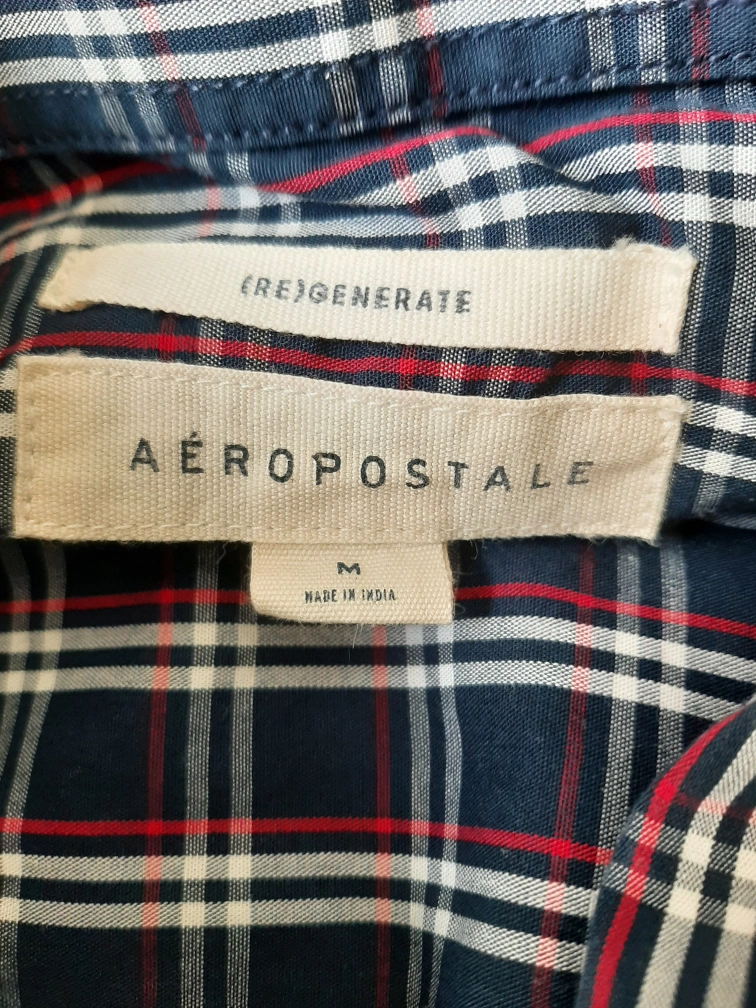 (RE)GENERATE
AÉROPOSTALE
M
MADE IN INDIA